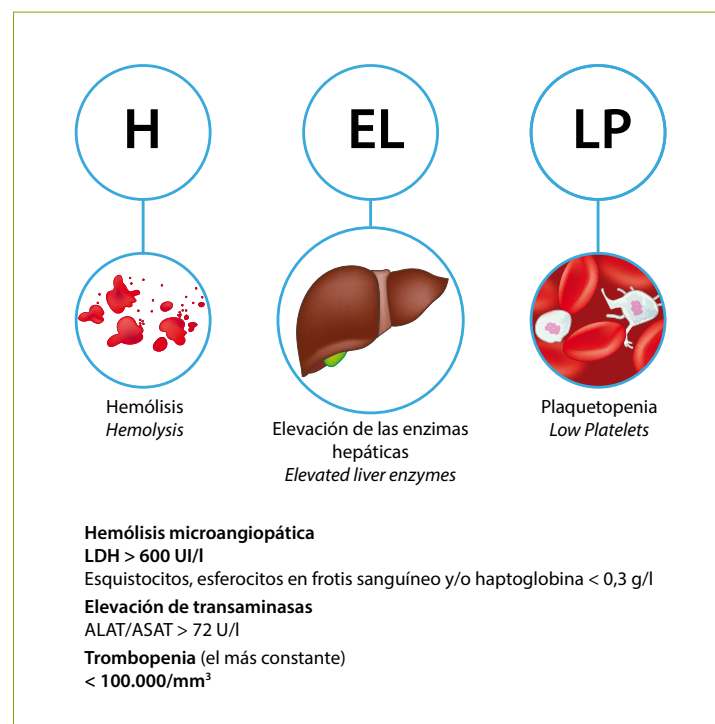 H
EL
LP
Hemólisis
Hemolysis
Elevación de las enzimas
hepáticas
Elevated liver enzymes
Plaquetopenia
Low Platelets
Hemólisis microangiopática
LDH > 600 UI/l
Esquistocitos, esferocitos en frotis sanguíneo y/o haptoglobina < 0,3 g/l
Elevación de transaminasas
ALAT/ASAT > 72 U/l
Trombopenia (el más constante)
< 100.000/mm³